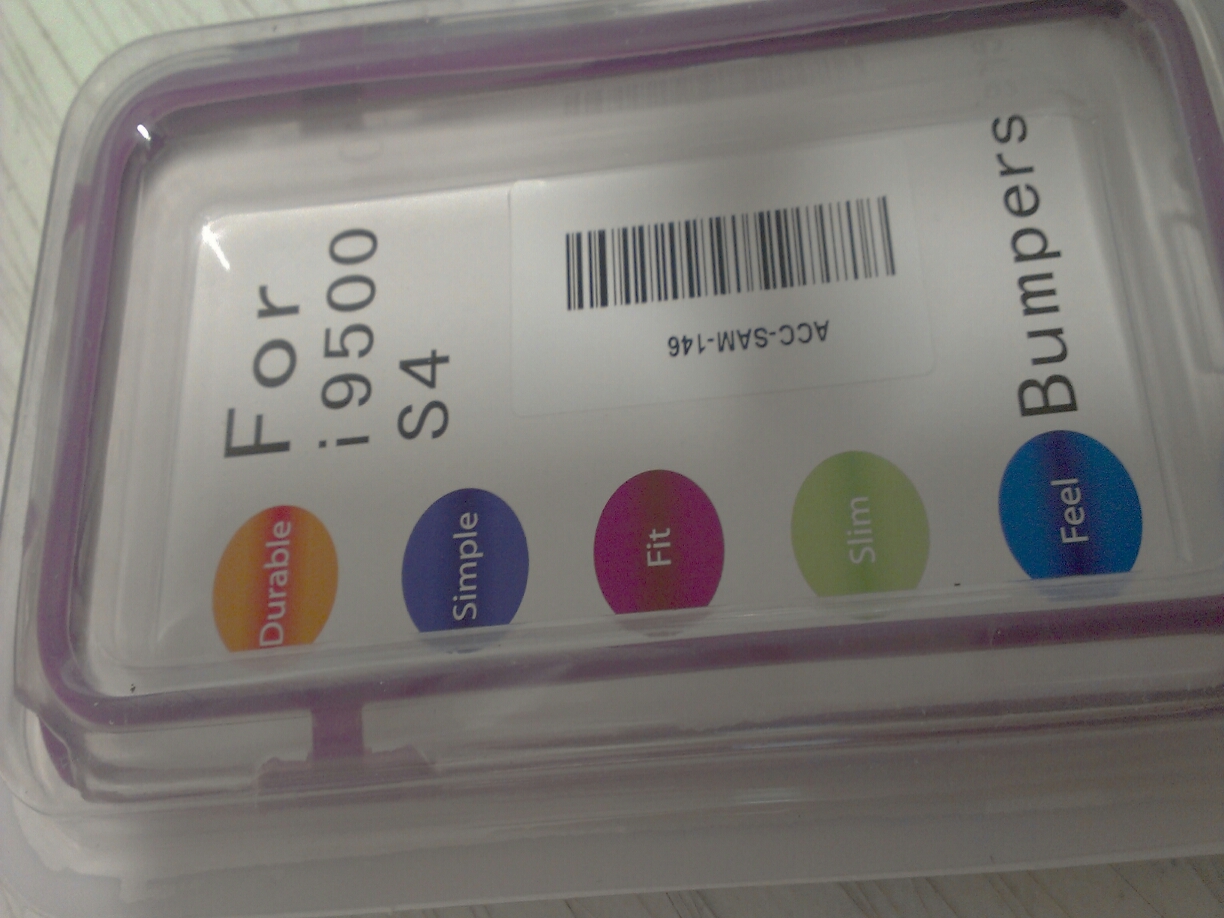 For
i9500
S4
ACC-SAM-146
Bumpers
Durable
Simple
Fit
Slim
Feel